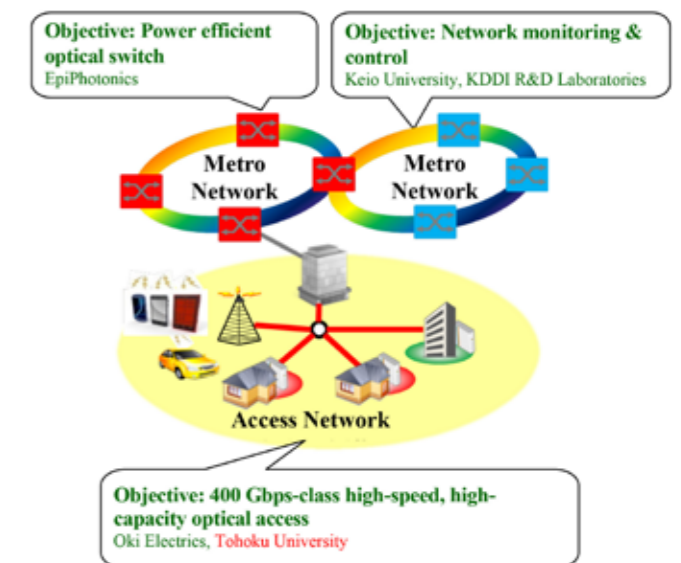 Objective: Power efficient
optical switch
EpiPhotonics
Objective: Network monitoring &
control
Keio University, KDDI R&D Laboratories
Metro
Network
Metro
Network
Access Network
Objective: 400 Gbps-class high-speed, high-
capacity optical access
Oki Electrics, Tohoku University